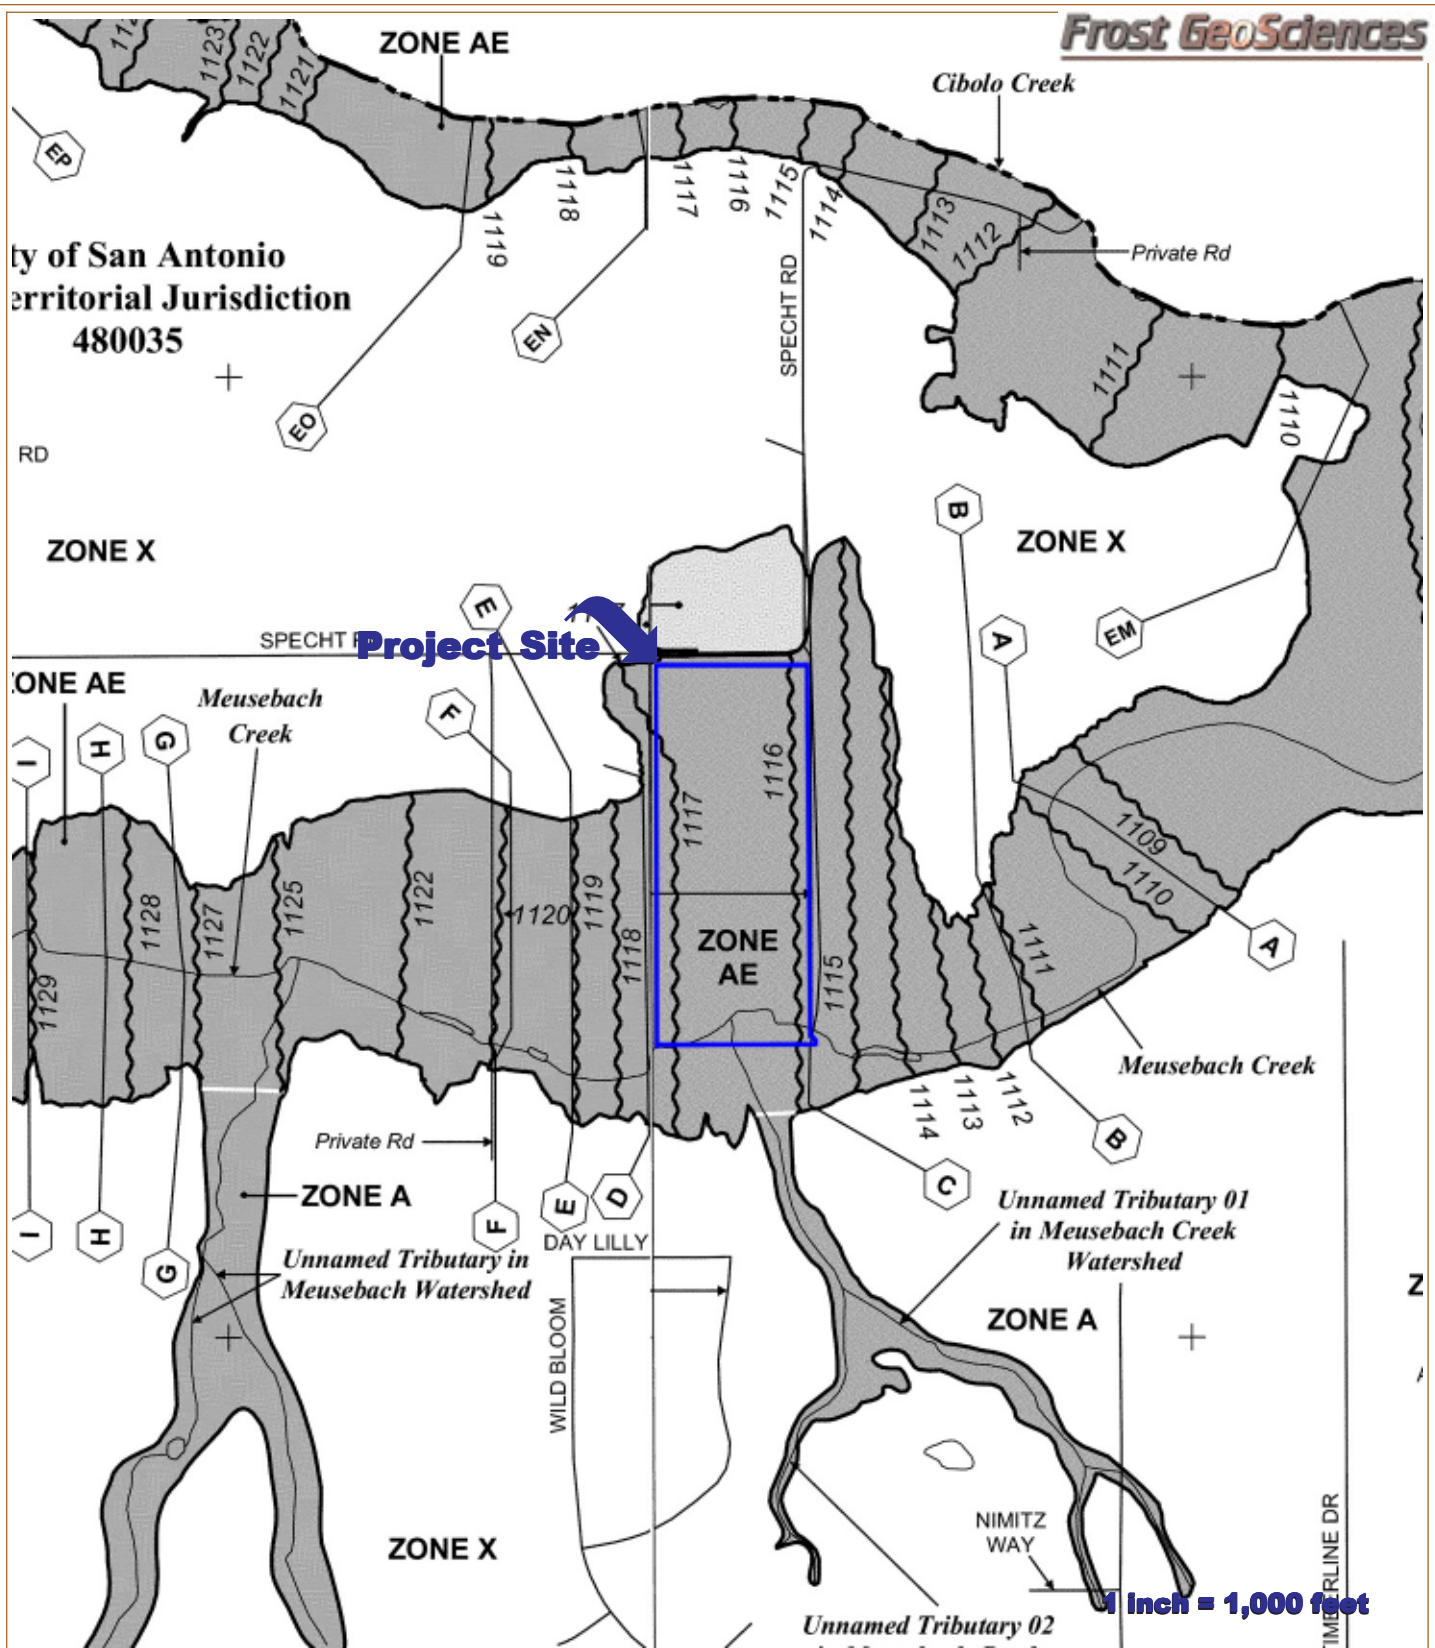 Frost GeoSciences
ZONE AE
Cibolo Creek
1123
1122
1121
EP
1119
1118
1117
1116
1115
1114
1113
1112
Private Rd
ty of San Antonio
erritorial Jurisdiction
480035
EN
EO
SPECHT RD
1111
1110
RD
ZONE X
B
ZONE X
A
EM
E
SPECHT
Project Site
ZONE AE
Meusebach
Creek
F
I
H
G
1116
1117
1109
1110
1128
1127
1125
1122
1120
1119
1118
ZONE
AE
1115
1111
A
1129
Meusebach Creek
1114
1113
1112
B
Private Rd
ZONE A
C
I
H
G
F
E
D
DAY LILLY
Unnamed Tributary 01
in Meusebach Creek
Watershed
Unnamed Tributary in
Meusebach Watershed
ZONE A
WILD BLOOM
ZONE X
NIMITZ
WAY
TIMBERLINE DR
1 inch = 1,000 feet
Unnamed Tributary 02